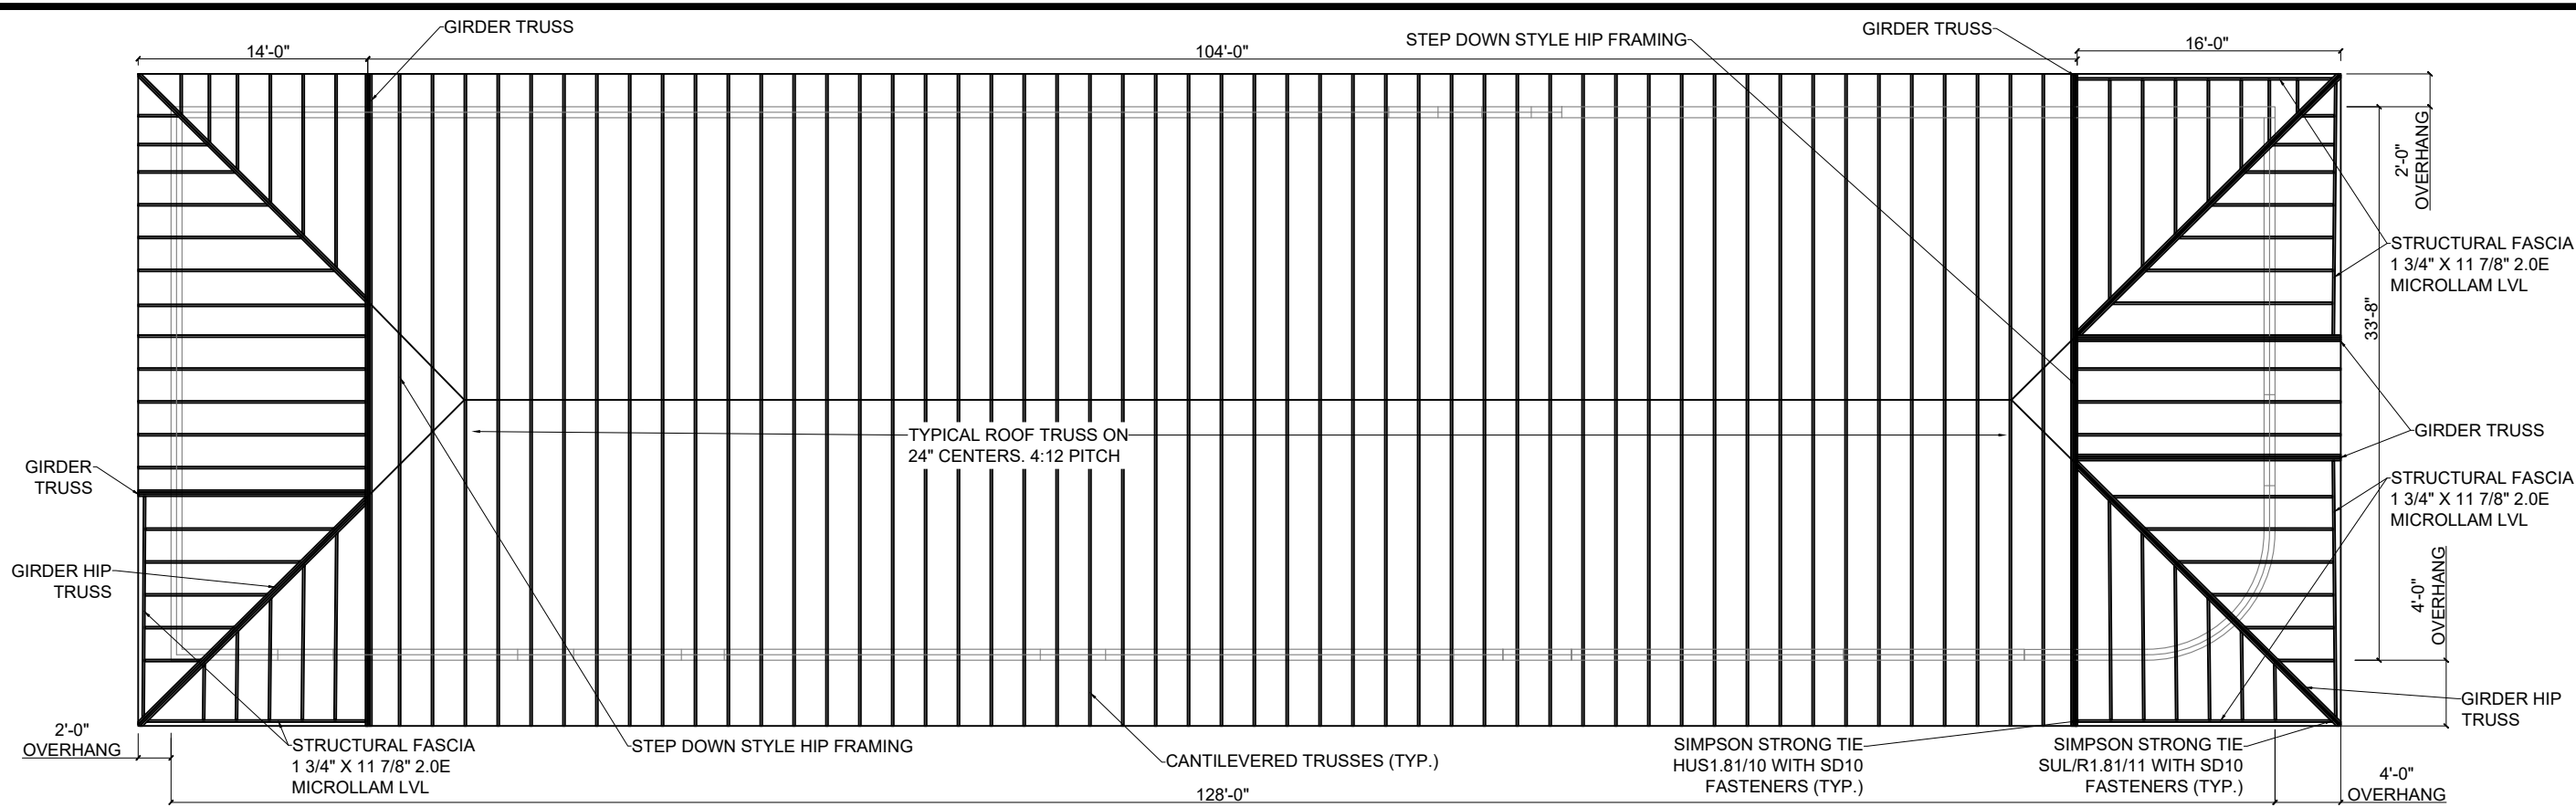 GIRDER TRUSS
GIRDER TRUSS
STEP DOWN STYLE HIP FRAMING
14'-0"
104'-0"
16'-0"
2'-0"
OVERHANG
STRUCTURAL FASCIA
1 3/4" X 11 7/8" 2.0E
MICROLLAM LVL
33'-8"
TYPICAL ROOF TRUSS ON
24" CENTERS. 4:12 PITCH
GIRDER TRUSS
GIRDER
TRUSS
STRUCTURAL FASCIA
1 3/4" X 11 7/8" 2.0E
MICROLLAM LVL
GIRDER HIP
TRUSS
4'-0"
OVERHANG
GIRDER HIP
TRUSS
2'-0"
OVERHANG
STRUCTURAL FASCIA
1 3/4" X 11 7/8" 2.0E
MICROLLAM LVL
STEP DOWN STYLE HIP FRAMING
CANTILEVERED TRUSSES (TYP.)
SIMPSON STRONG TIE
HUS1.81/10 WITH SD10
FASTENERS (TYP.)
SIMPSON STRONG TIE
SUL/R1.81/11 WITH SD10
FASTENERS (TYP.)
4'-0"
OVERHANG
128'-0"